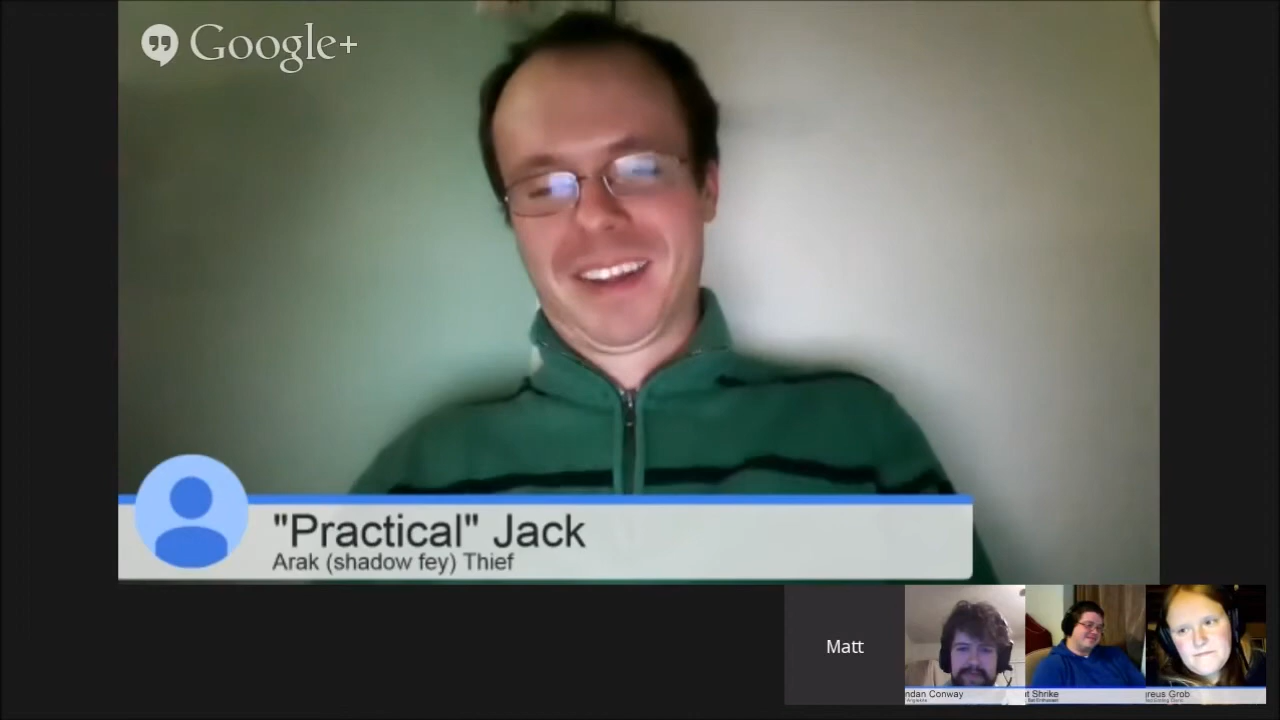 Google+
"Practical" Jack
Arak (shadow fey) Thief
Matt
ndan Conway
t Shrike
reus Grob